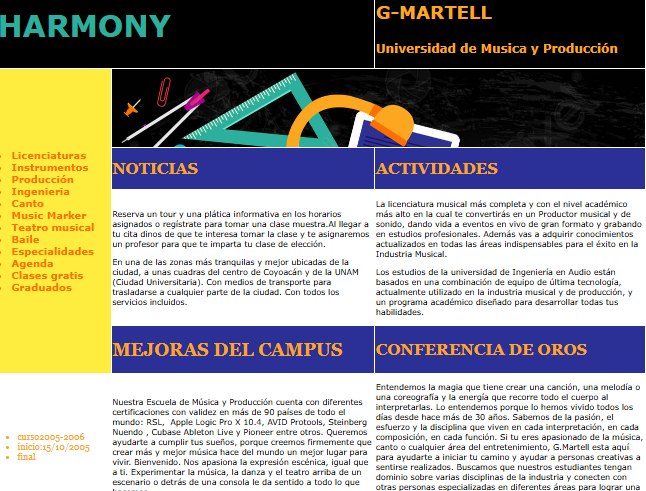 HARMONY
G-MARTELL
Universidad de Musica y Producción
Licenciaturas
Instrumentos
Producción
Ingenieria
Canto
Music Marker
Teatro musical
Baile
Especialidades
Agenda
Clases gratis
Graduados
NOTICIAS
Reserva un tour y una plática informativa en los horarios
asignados o regístrate para tomar una clase muestra.Al llegar a
tu cita dinos de que te interesa tomar la clase y te asignaremos
un profesor para que te imparta tu clase de elección.
En una de las zonas más tranquilas y mejor ubicadas de la
ciudad, a unas cuadras del centro de Coyoacán y de la UNAM
(Ciudad Universitaria). Con medios de transporte para
trasladarse a cualquier parte de la ciudad. Con todos los
servicios incluidos.
ACTIVIDADES
La licenciatura musical más completa y con el nivel académico
más alto en la cual te convertirás en un Productor musical y de
sonido, dando vida a eventos en vivo de gran formato y grabando
en estudios profesionales. Además vas a adquirir conocimientos
actualizados en todas las áreas indispensables para el éxito en la
Industria Musical.
Los estudios de la universidad de Ingeniería en Audio están
basados en una combinación de equipo de última tecnología,
actualmente utilizado en la industria musical y de producción, y
un programa académico diseñado para desarrollar todas tus
habilidades.
MEJORAS DEL CAMPUS
Nuestra Escuela de Música y Producción cuenta con diferentes
certificaciones con validez en más de 90 países de todo el
mundo: RSL, Apple Logic Pro X 10.4, AVID Protools, Steinberg
Nuendo , Cubase Ableton Live y Pioneer entre otros. Queremos
ayudarte a cumplir tus sueños, porque creemos firmemente que
crear más y mejor música hace del mundo un mejor lugar para
vivir. Bienvenido. Nos apasiona la expresión escénica, igual que
a ti. Experimentar la música, la danza y el teatro arriba de un
escenario o detrás de una consola le da sentido a todo lo que
CONFERENCIA DE OROS
Entendemos la magia que tiene crear una canción, una melodía o
una coreografía y la energía que recorre todo el cuerpo al
interpretarlas. Lo entendemos porque lo hemos vivido todos los
días desde hace más de 30 años. Sabemos de la pasión, el
esfuerzo y la disciplina que viven en cada interpretación, en cada
composición, en cada función. Si tu eres apasionado de la música,
canto o cualquier área del entretenimiento, G.Martell esta aquí
para ayudarte a iniciar tu camino y ayudar a personas creativas a
sentirse realizados. Buscamos que nuestros estudiantes tengan
dominio sobre varias disciplinas de la industria y conecten con
otras personas especializadas en diferentes áreas para lograr una
curso2005-2006
inicio:15/10/2005
final